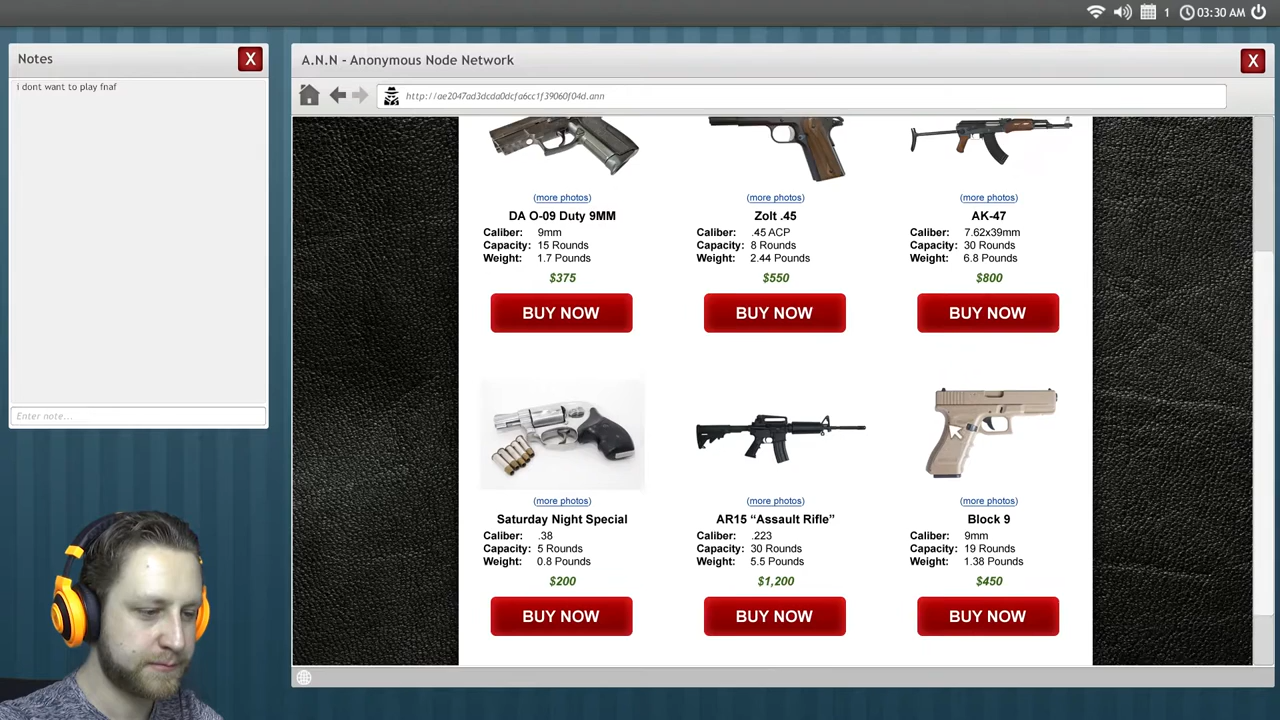 1 03:30 AM
Notes
X
i dont want to play fnaf
Enter note...
A.N.N - Anonymous Node Network
X
http://ae2047ad3dcda0dcfa6cc1f39060f04d.ann
(more photos) (more photos) (more photos)
DA O-09 Duty 9MM Zolt .45 AK-47
Caliber: 9mm Caliber: .45 ACP Caliber: 7.62x39mm
Capacity: 15 Rounds Capacity: 8 Rounds Capacity: 30 Rounds
Weight: 1.7 Pounds Weight: 2.44 Pounds Weight: 6.8 Pounds
$375 $550 $800
BUY NOW BUY NOW BUY NOW
(more photos) (more photos) (more photos)
Saturday Night Special AR15 “Assault Rifle” Block 9
Caliber: .38 Caliber: .223 Caliber: 9mm
Capacity: 5 Rounds Capacity: 30 Rounds Capacity: 19 Rounds
Weight: 0.8 Pounds Weight: 5.5 Pounds Weight: 1.38 Pounds
$200 $1,200 $450
BUY NOW BUY NOW BUY NOW